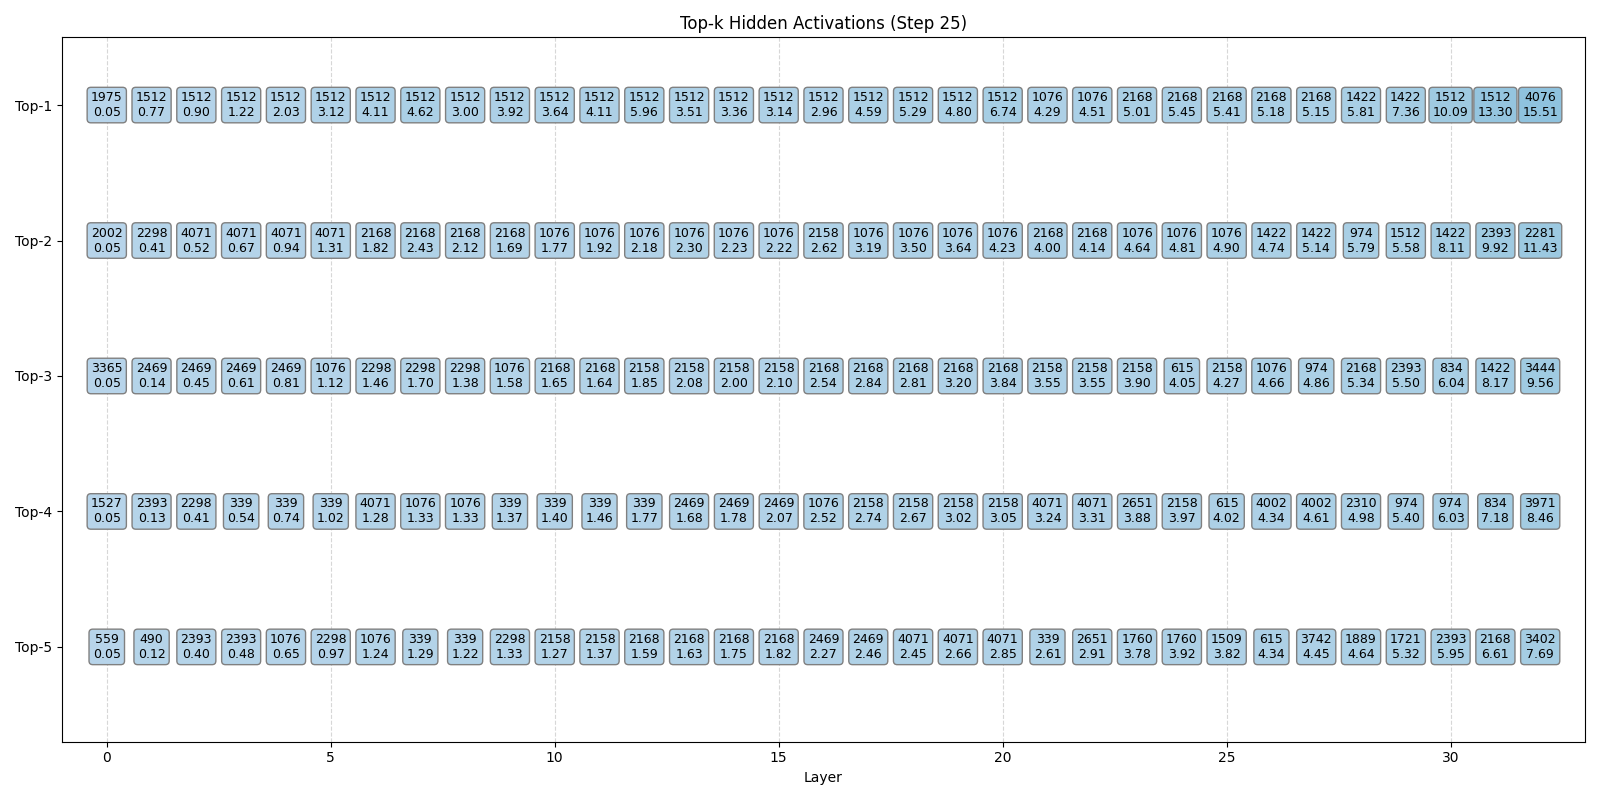 Top-k Hidden Activations (Step 25)
Top-1
1975 1512 1512 1512 1512 1512 1512 1512 1512 1512 1512 1512 1512 1512 1512 1512 1512 1512 1512 1512 1512 1076 1076 2168 2168 2168 2168 2168 1422 1422 1512 1512 4076
0.05 0.77 0.90 1.22 2.03 3.12 4.11 4.62 3.00 3.92 3.64 4.11 5.96 3.51 3.36 3.14 2.96 4.59 5.29 4.80 6.74 4.29 4.51 5.01 5.45 5.41 5.18 5.15 5.81 7.36 10.09 13.30 15.51
Top-2
2002 2298 4071 4071 4071 4071 2168 2168 2168 2168 1076 1076 1076 1076 1076 1076 2158 1076 1076 1076 1076 2168 2168 1076 1076 1076 1422 1422 974 1512 1422 2393 2281
0.05 0.41 0.52 0.67 0.94 1.31 1.82 2.43 2.12 1.69 1.77 1.92 2.18 2.30 2.23 2.22 2.62 3.19 3.50 3.64 4.23 4.00 4.14 4.64 4.81 4.90 4.74 5.14 5.79 5.58 8.11 9.92 11.43
Top-3
3365 2469 2469 2469 2469 1076 2298 2298 2298 1076 2168 2168 2158 2158 2158 2158 2168 2168 2168 2168 2168 2158 2158 2158 615 2158 1076 974 2168 2393 834 1422 3444
0.05 0.14 0.45 0.61 0.81 1.12 1.46 1.70 1.38 1.58 1.65 1.64 1.85 2.08 2.00 2.10 2.54 2.84 2.81 3.20 3.84 3.55 3.55 3.90 4.05 4.27 4.66 4.86 5.34 5.50 6.04 8.17 9.56
Top-4
1527 2393 2298 339 339 339 4071 1076 1076 339 339 339 339 2469 2469 2469 1076 2158 2158 2158 2158 4071 4071 2651 2158 615 4002 4002 2310 974 974 834 3971
0.05 0.13 0.41 0.54 0.74 1.02 1.28 1.33 1.33 1.37 1.40 1.46 1.77 1.68 1.78 2.07 2.52 2.74 2.67 3.02 3.05 3.24 3.31 3.88 3.97 4.02 4.34 4.61 4.98 5.40 6.03 7.18 8.46
Top-5
559 490 2393 2393 1076 2298 1076 339 339 2298 2158 2158 2168 2168 2168 2168 2469 2469 4071 4071 4071 339 2651 1760 1760 1509 615 3742 1889 1721 2393 2168 3402
0.05 0.12 0.40 0.48 0.65 0.97 1.24 1.29 1.22 1.33 1.27 1.37 1.59 1.63 1.75 1.82 2.27 2.46 2.45 2.66 2.85 2.61 2.91 3.78 3.92 3.82 4.34 4.45 4.64 5.32 5.95 6.61 7.69
0 5 10 15 20 25 30
Layer